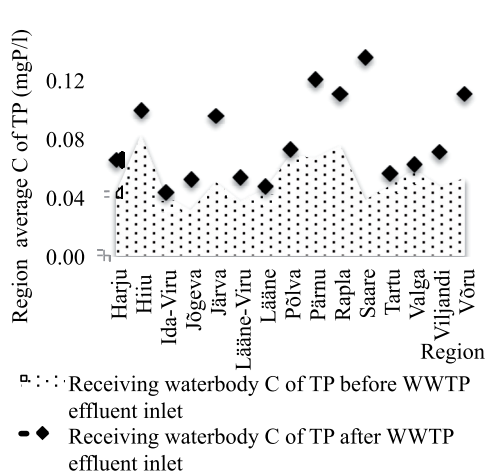 Region average C of TP (mgP/l)
0.12
0.08
0.04
0.00
Harju
Hiiu
Ida-Viru
Jõgeva
Järva
Lääne-Viru
Lääne
Põlva
Pärnu
Rapla
Saare
Tartu
Valga
Viljandi
Võru
Region
Receiving waterbody C of TP before WWTP
effluent inlet
Receiving waterbody C of TP after WWTP
effluent inlet